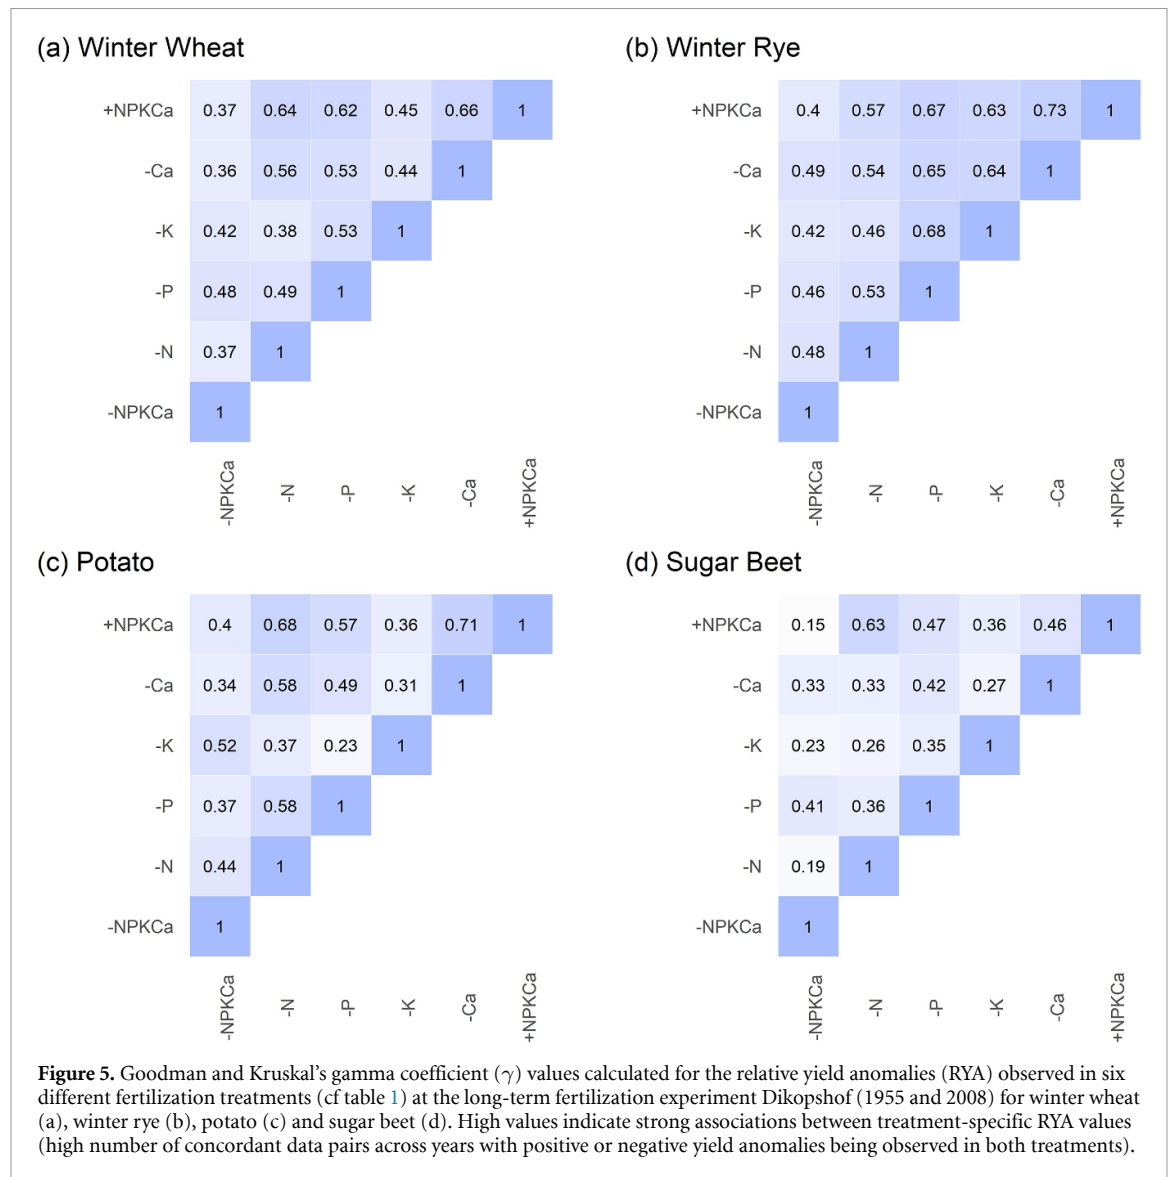 (a) Winter Wheat
+NPKCa 0.37 0.64 0.62 0.45 0.66 1
-Ca 0.36 0.56 0.53 0.44 1
-K 0.42 0.38 0.53 1
-P 0.48 0.49 1
-N 0.37 1
-NPKCa 1
-NPKCa -N -P -K -Ca +NPKCa
(b) Winter Rye
+NPKCa 0.4 0.57 0.67 0.63 0.73 1
-Ca 0.49 0.54 0.65 0.64 1
-K 0.42 0.46 0.68 1
-P 0.46 0.53 1
-N 0.48 1
-NPKCa 1
-NPKCa -N -P -K -Ca +NPKCa
(c) Potato
+NPKCa 0.4 0.68 0.57 0.36 0.71 1
-Ca 0.34 0.58 0.49 0.31 1
-K 0.52 0.37 0.23 1
-P 0.37 0.58 1
-N 0.44 1
-NPKCa 1
-NPKCa -N -P -K -Ca +NPKCa
(d) Sugar Beet
+NPKCa 0.15 0.63 0.47 0.36 0.46 1
-Ca 0.33 0.33 0.42 0.27 1
-K 0.23 0.26 0.35 1
-P 0.41 0.36 1
-N 0.19 1
-NPKCa 1
-NPKCa -N -P -K -Ca +NPKCa
Figure 5. Goodman and Kruskal's gamma coefficient (γ) values calculated for the relative yield anomalies (RYA) observed in six
different fertilization treatments (cf table 1) at the long-term fertilization experiment Dikopshof (1955 and 2008) for winter wheat
(a), winter rye (b), potato (c) and sugar beet (d). High values indicate strong associations between treatment-specific RYA values
(high number of concordant data pairs across years with positive or negative yield anomalies being observed in both treatments).